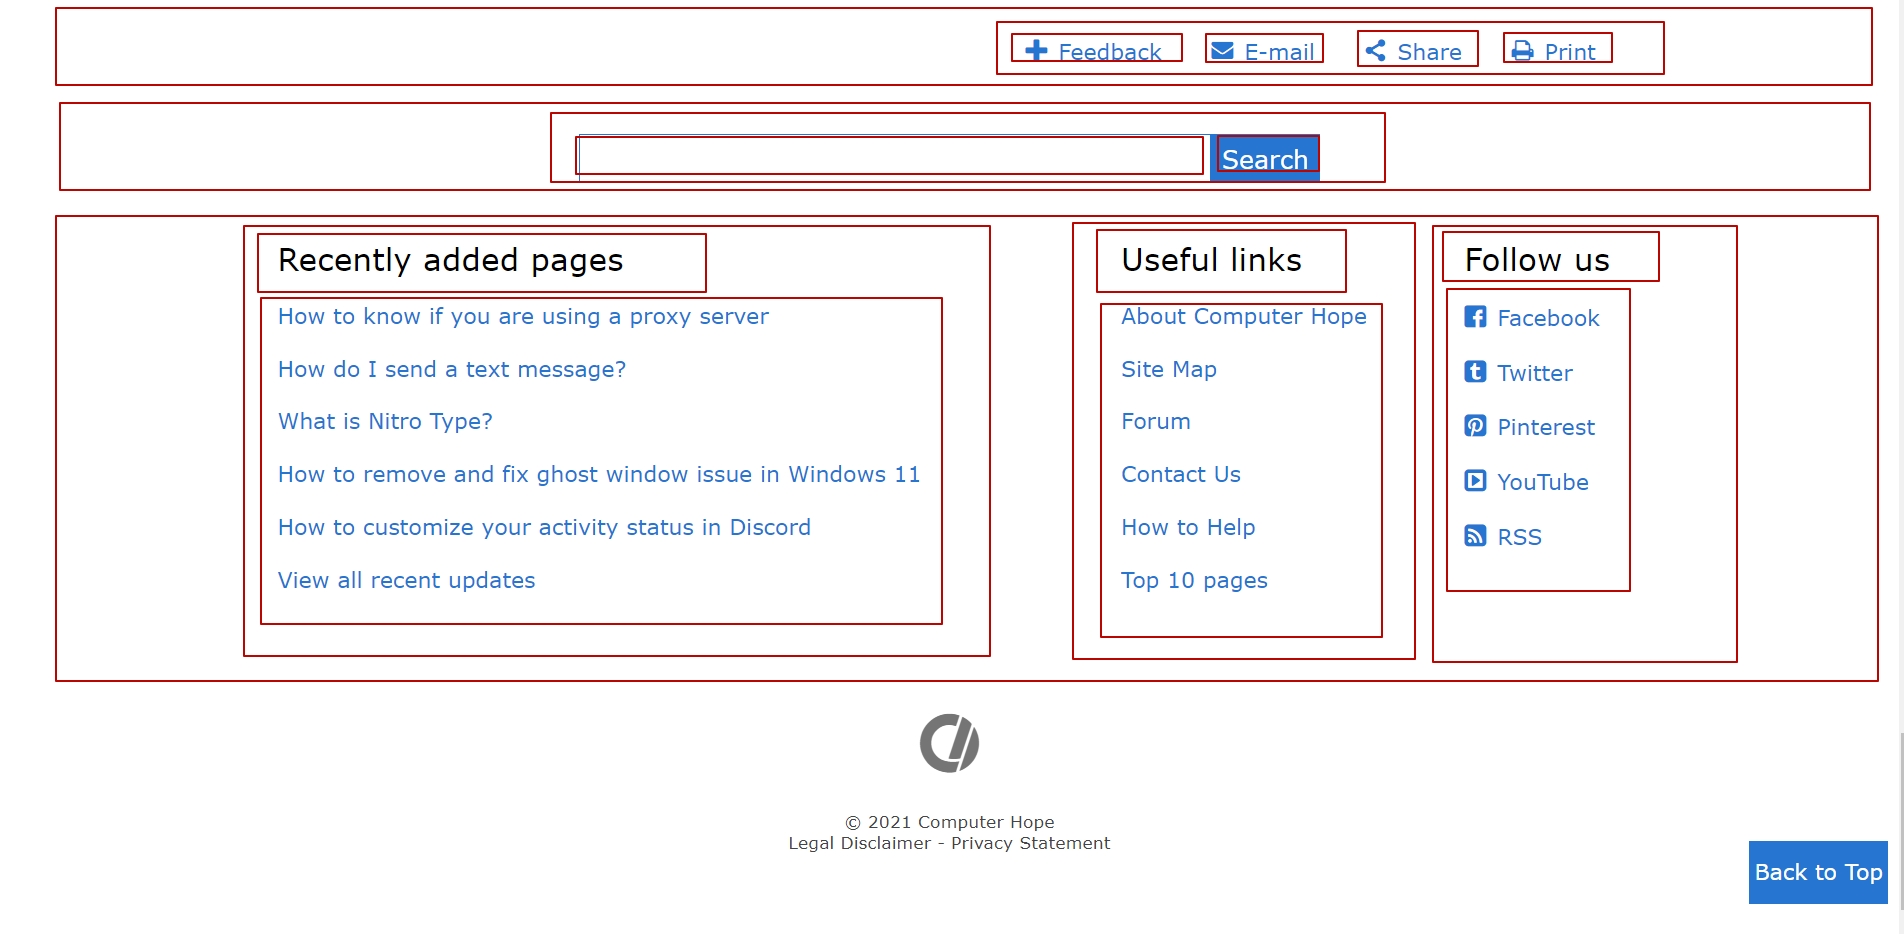 Feedback E-mail Share Print
Search
Recently added pages
How to know if you are using a proxy server
How do I send a text message?
What is Nitro Type?
How to remove and fix ghost window issue in Windows 11
How to customize your activity status in Discord
View all recent updates
Useful links
About Computer Hope
Site Map
Forum
Contact Us
How to Help
Top 10 pages
Follow us
Facebook
Twitter
Pinterest
YouTube
RSS
© 2021 Computer Hope
Legal Disclaimer - Privacy Statement
Back to Top